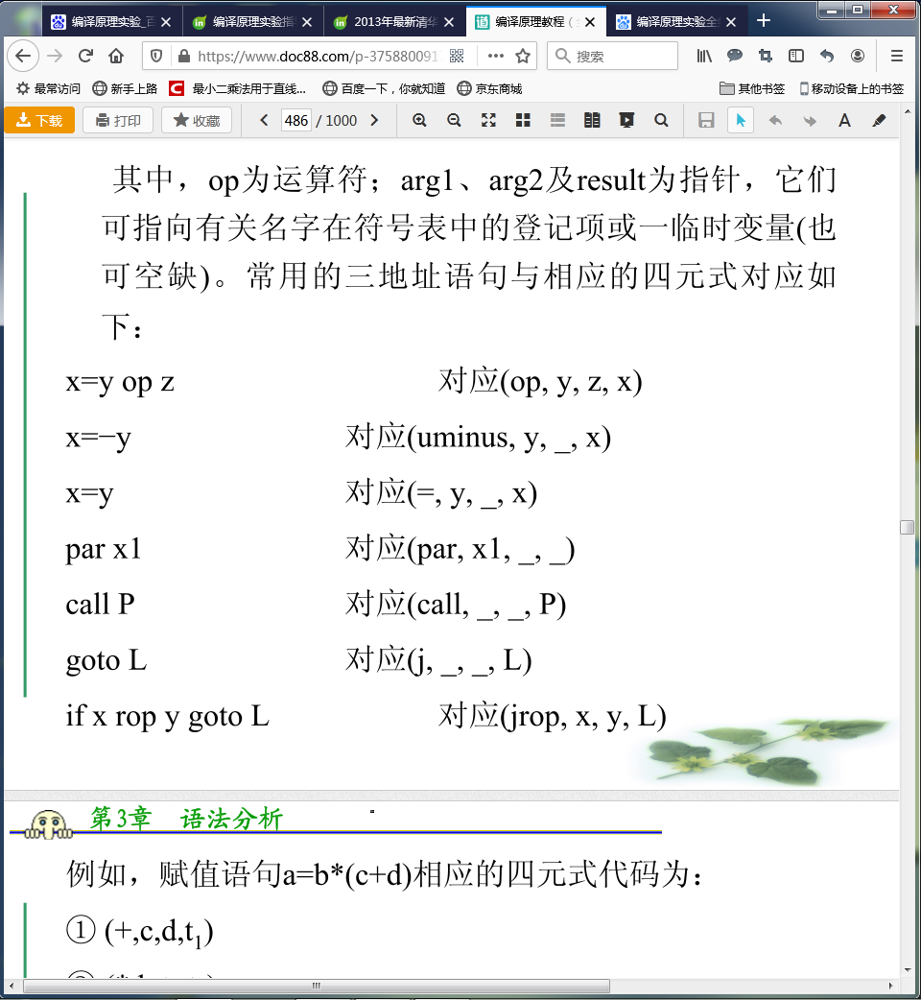 编译原理实验_百
编译原理实验指
2013年最新清华
编译原理教程（
编译原理实验全
https://www.doc88.com/p-37588009
搜索
最常访问 新手上路 最小二乘法用于直线... 百度一下，你就知道 京东商城 其他书签 移动设备上的书签
下载 打印 收藏 486 / 1000
其中，op为运算符；arg1、arg2及result为指针，它们
可指向有关名字在符号表中的登记项或一临时变量(也
可空缺)。常用的三地址语句与相应的四元式对应如
下：
x=y op z 对应(op, y, z, x)
x=−y 对应(uminus, y, _, x)
x=y 对应(=, y, _, x)
par x1 对应(par, x1, _, _)
call P 对应(call, _, _, P)
goto L 对应(j, _, _, L)
if x rop y goto L 对应(jrop, x, y, L)
第3章 语法分析
例如，赋值语句a=b*(c+d)相应的四元式代码为：
① (+,c,d,t₁)